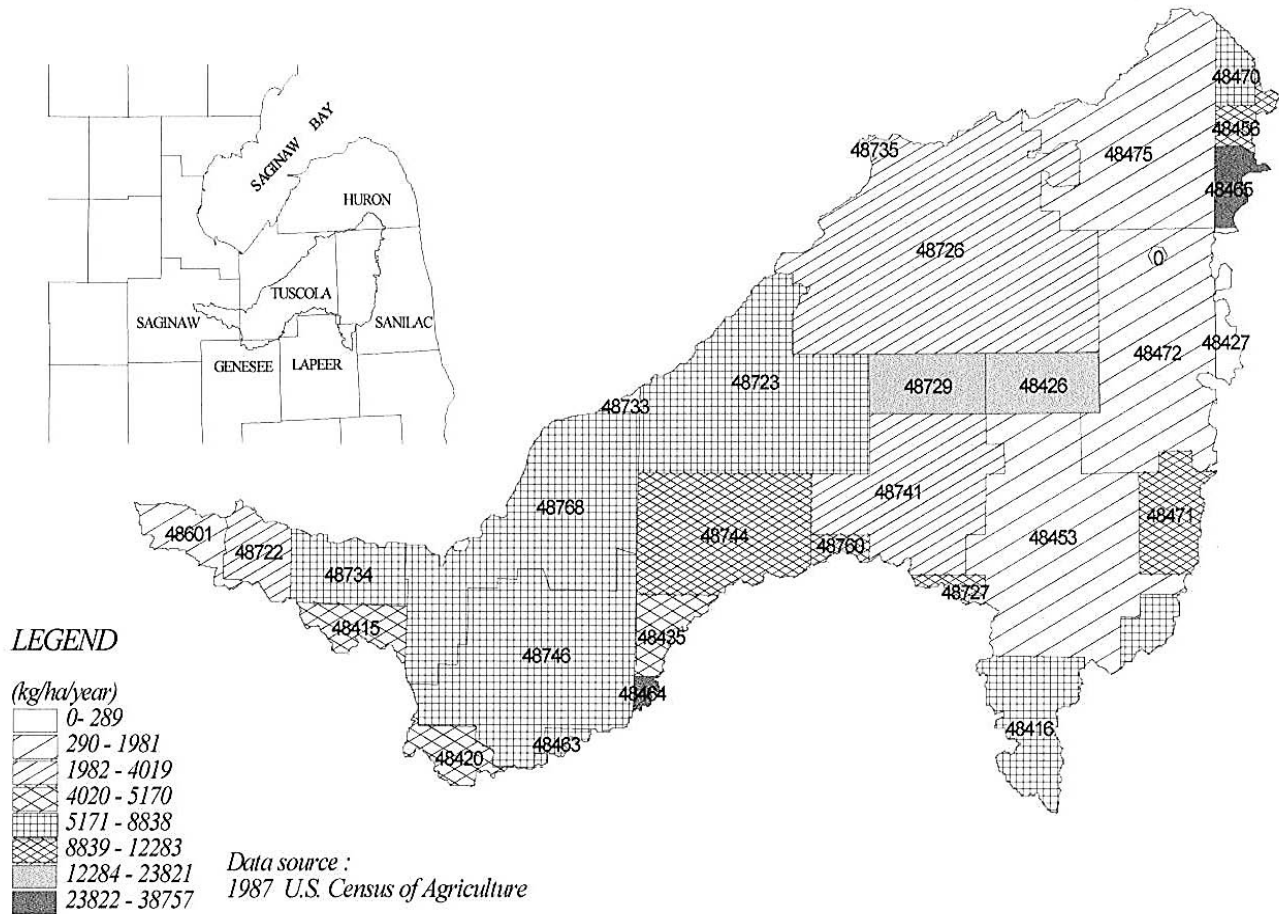 SAGINAW BAY
HURON
TUSCOLA
SAGINAW
SANILAC
GENESEE
LAPEER
48470
48456
48465
48475
48735
48726
0
48427
48472
48723
48729
48426
48733
48768
48741
48744
48760
48453
48471
48727
48601
48722
48734
48415
48435
48746
48464
48463
48420
48416
LEGEND
(kg/ha/year)
0- 289
290 - 1981
1982 - 4019
4020 - 5170
5171 - 8838
8839 - 12283
12284 - 23821
23822 - 38757
Data source :
1987 U.S. Census of Agriculture